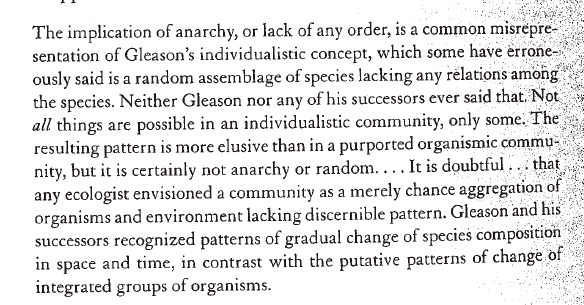 The implication of anarchy, or lack of any order, is a common misrepre-
sentation of Gleason's individualistic concept, which some have errone-
ously said is a random assemblage of species lacking any relations among
the species. Neither Gleason nor any of his successors ever said that. Not
all things are possible in an individualistic community, only some. The
resulting pattern is more elusive than in a purported organismic commu-
nity, but it is certainly not anarchy or random. . . . It is doubtful . . . that
any ecologist envisioned a community as a merely chance aggregation of
organisms and environment lacking discernible pattern. Gleason and his
successors recognized patterns of gradual change of species composition
in space and time, in contrast with the putative patterns of change of
integrated groups of organisms.